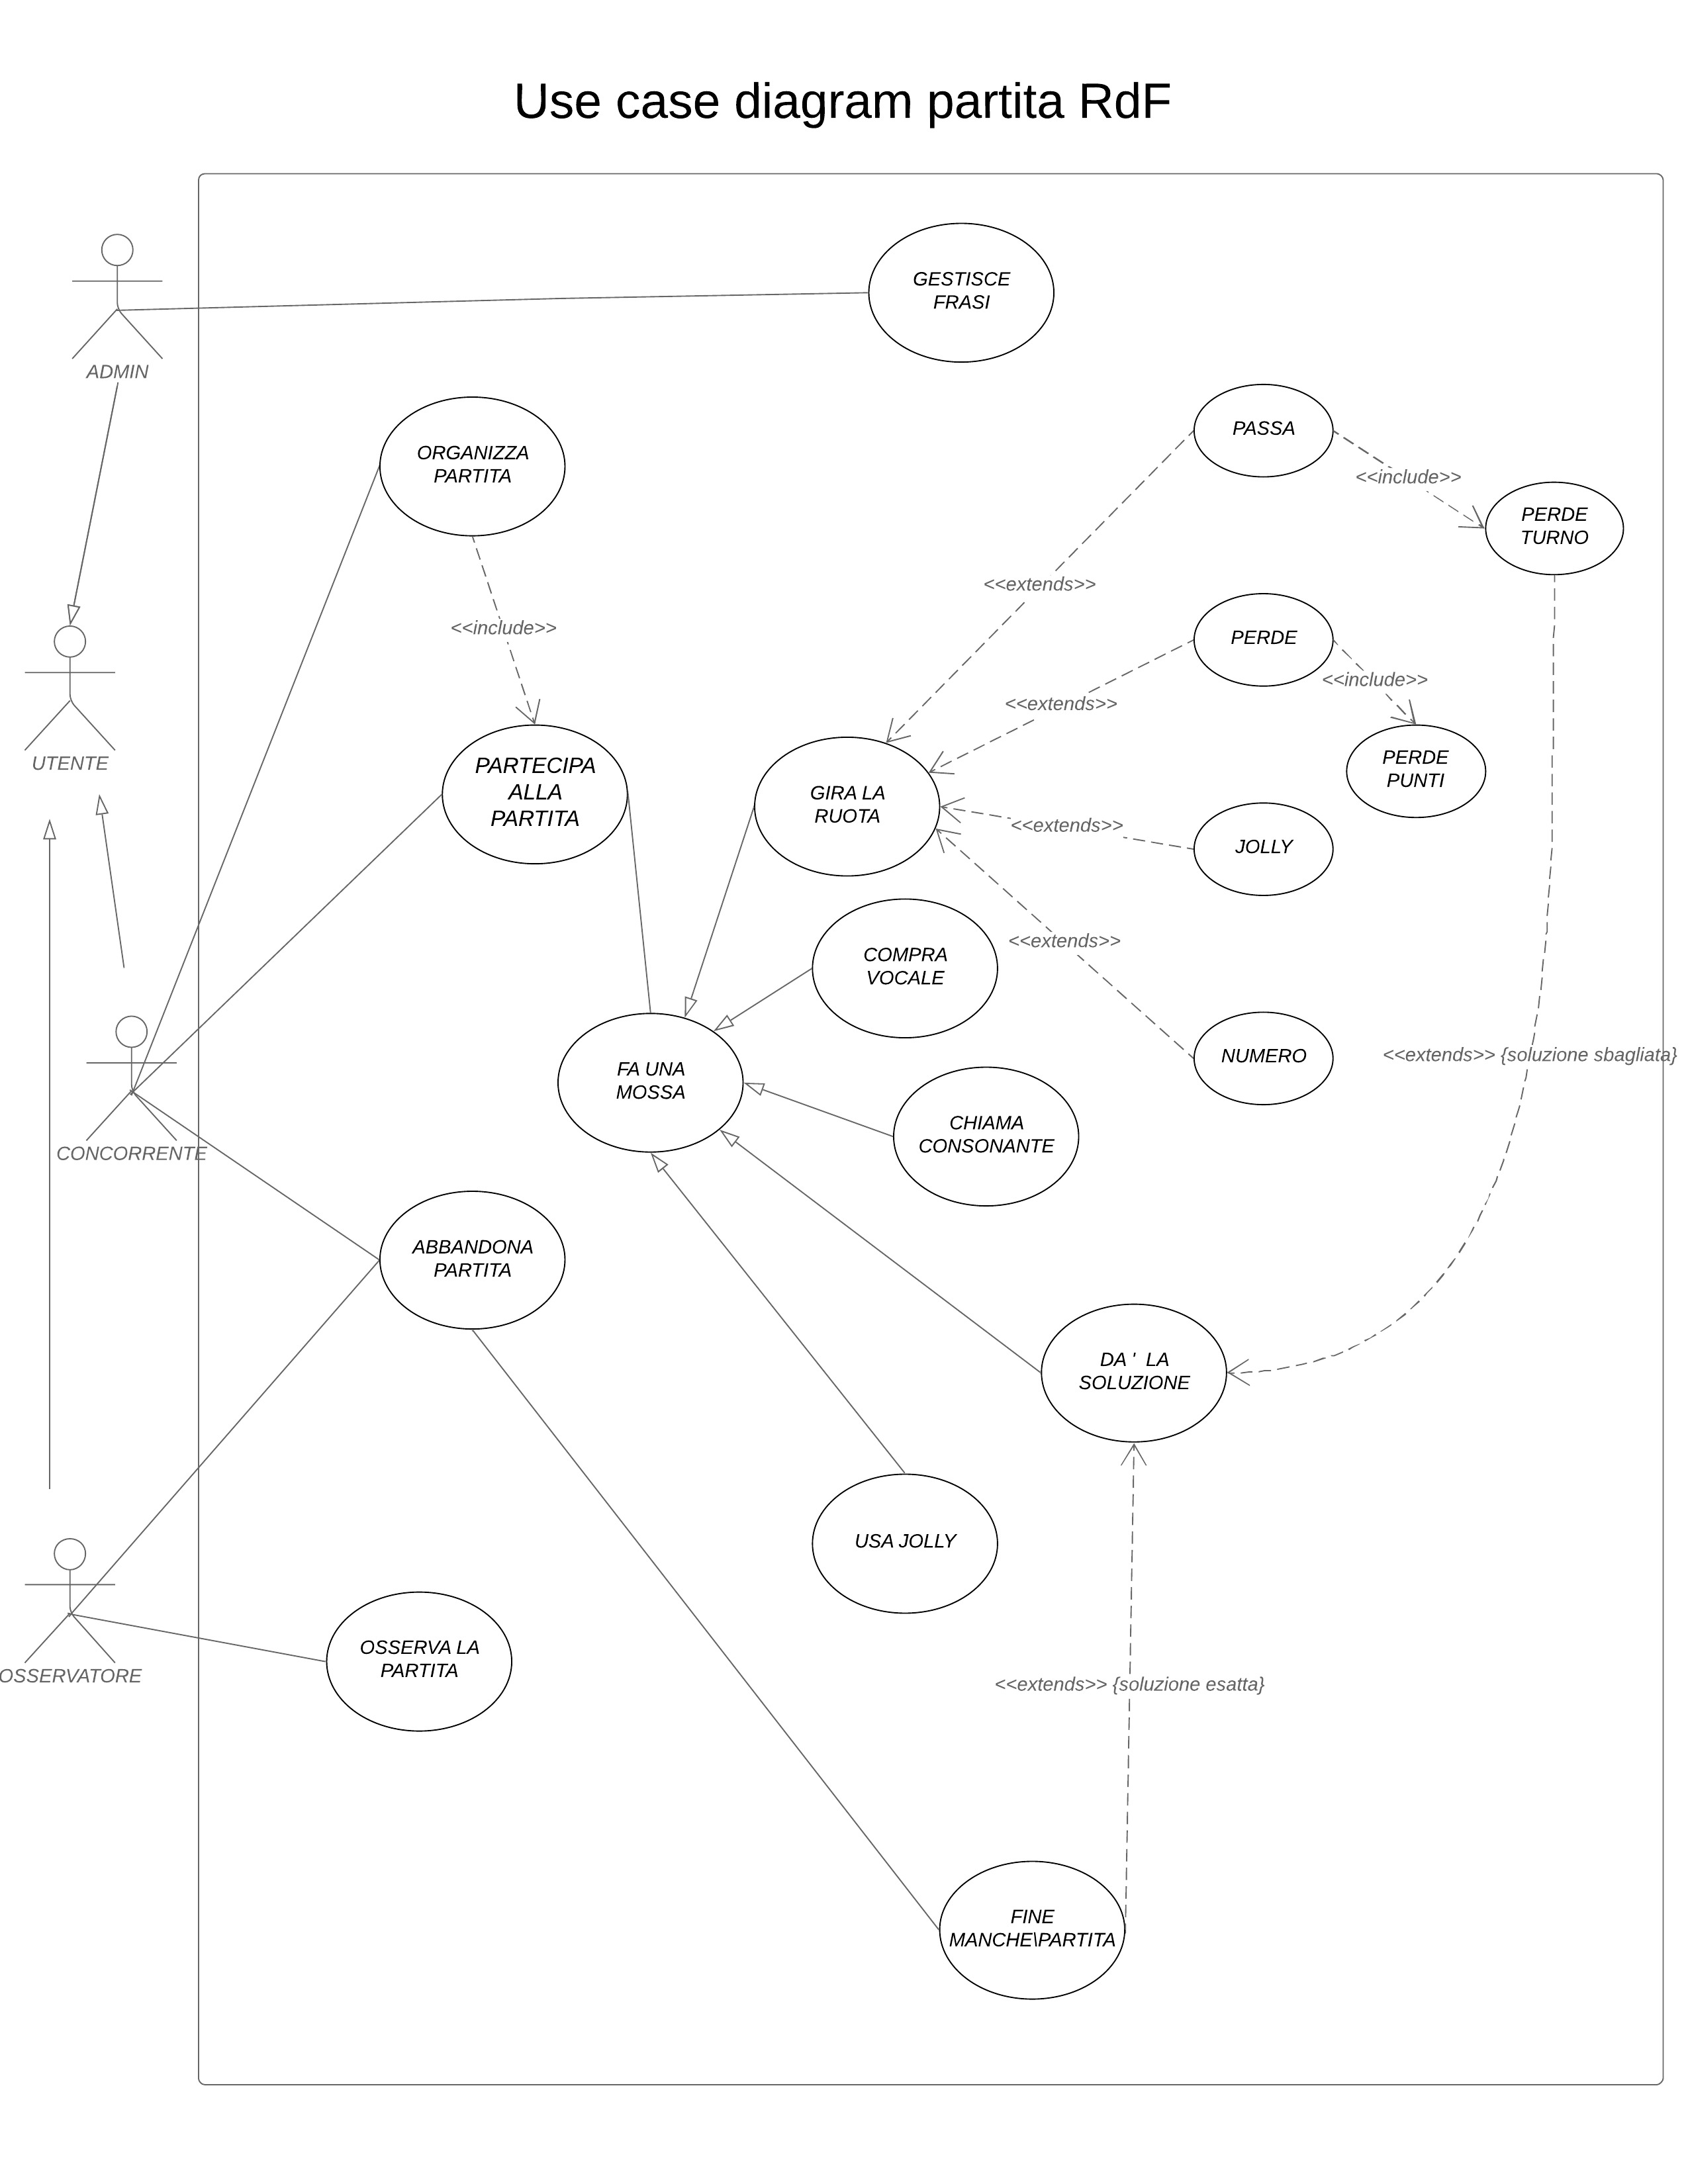 Use case diagram partita RdF
GESTISCE
FRASI
ADMIN
ORGANIZZA
PARTITA
PASSA
<<include>>
PERDE
TURNO
<<extends>>
<<include>>
PERDE
<<include>>
<<extends>>
UTENTE
PARTECIPA
ALLA
PARTITA
GIRA LA
RUOTA
PERDE
PUNTI
<<extends>>
JOLLY
<<extends>>
COMPRA
VOCALE
NUMERO
<<extends>> {soluzione sbagliata}
FA UNA
MOSSA
CHIAMA
CONSONANTE
CONCORRENTE
ABBANDONA
PARTITA
DA ' LA
SOLUZIONE
USA JOLLY
OSSERVA LA
PARTITA
OSSERVATORE
<<extends>> {soluzione esatta}
FINE
MANCHE\PARTITA